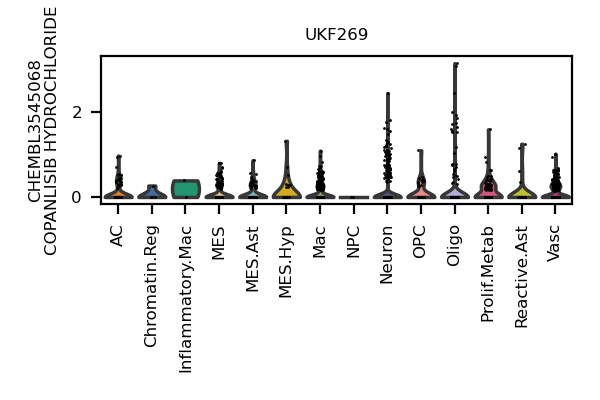 UKF269
CHEMBL3545068
COPANLISIB HYDROCHLORIDE
2
0
AC
Chromatin.Reg
Inflammatory.Mac
MES
MES.Ast
MES.Hyp
Mac
NPC
Neuron
OPC
Oligo
Prolif.Metab
Reactive.Ast
Vasc